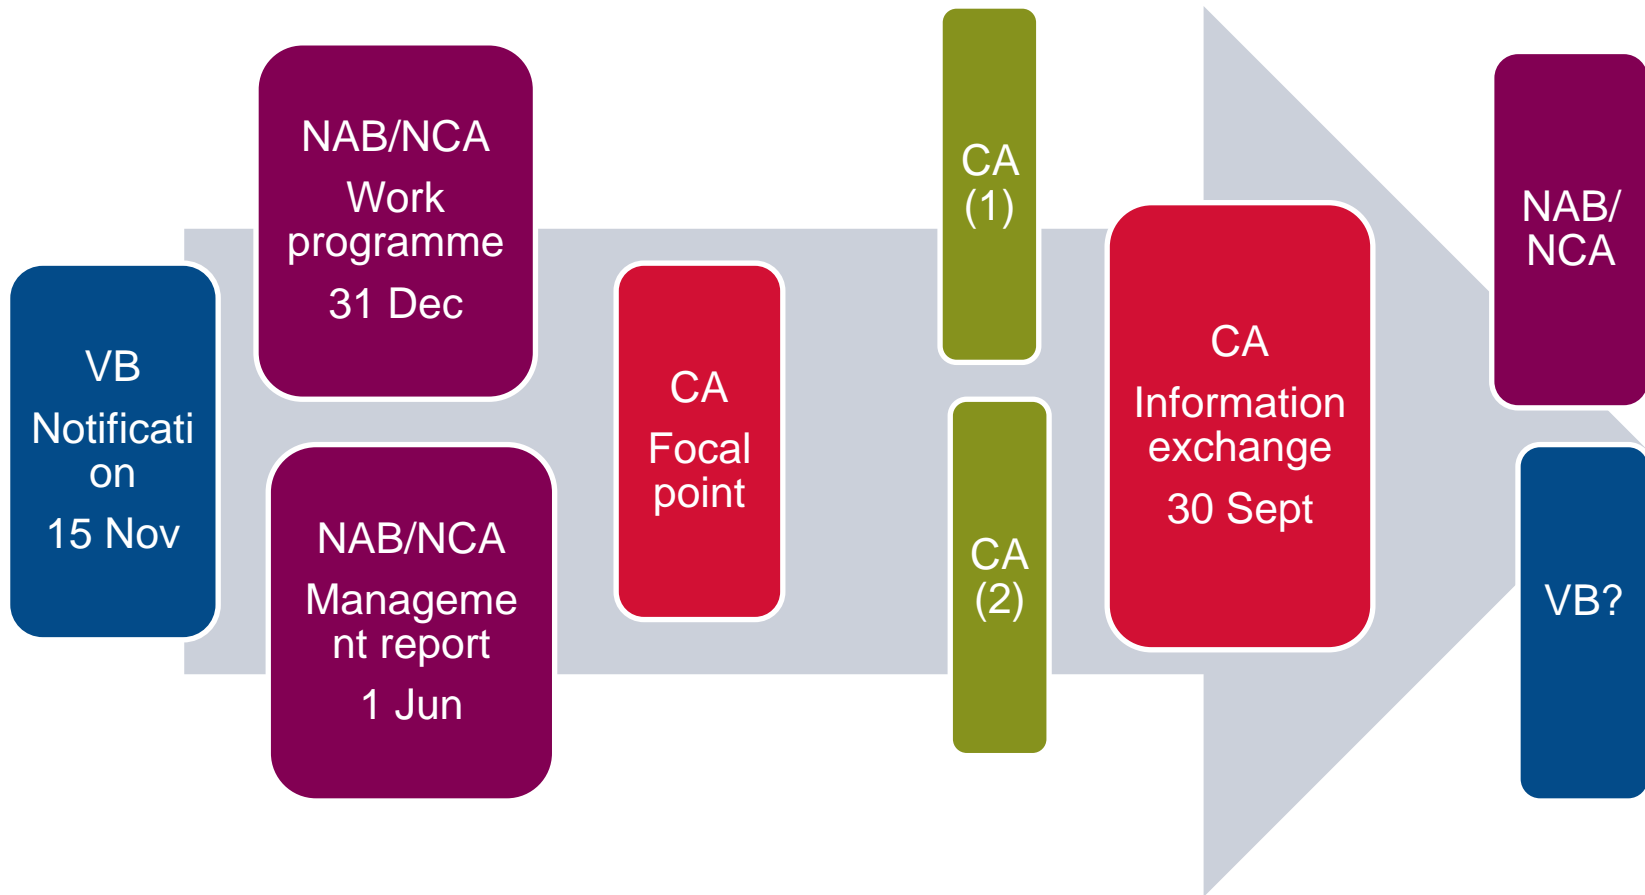 VB
Notificati
on
15 Nov
NAB/NCA
Work
programme
31 Dec
NAB/NCA
Manageme
nt report
1 Jun
CA
Focal
point
CA
(1)
CA
(2)
CA
Information
exchange
30 Sept
NAB/
NCA
VB?